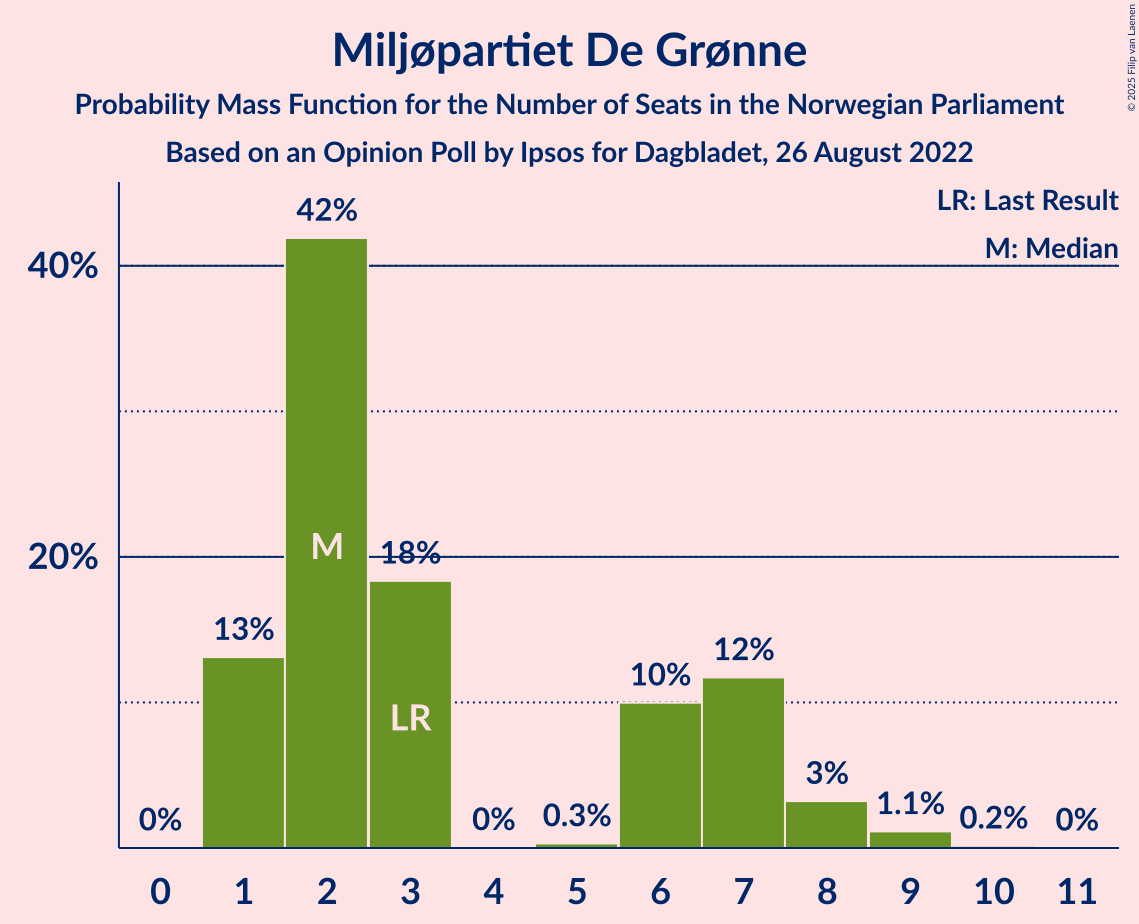 Miljøpartiet De Grønne
Probability Mass Function for the Number of Seats in the Norwegian Parliament
Based on an Opinion Poll by Ipsos for Dagbladet, 26 August 2022
© 2025 Filip van Laenen
LR: Last Result
M: Median
40%
20%
0%
13%
42%
18%
0%
0.3%
10%
12%
3%
1.1%
0.2%
0%
M
LR
0 1 2 3 4 5 6 7 8 9 10 11